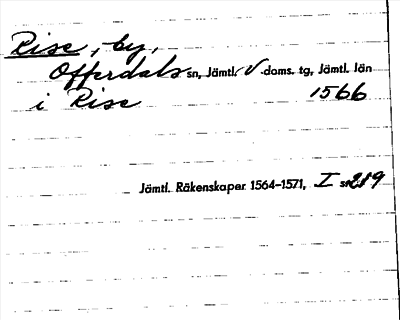 Rise, by,
Offerdals sn, Jämtl. V doms. tg, Jämtl. län
i Rise 1566
Jämtl. Räkenskaper 1564-1571, I s 219